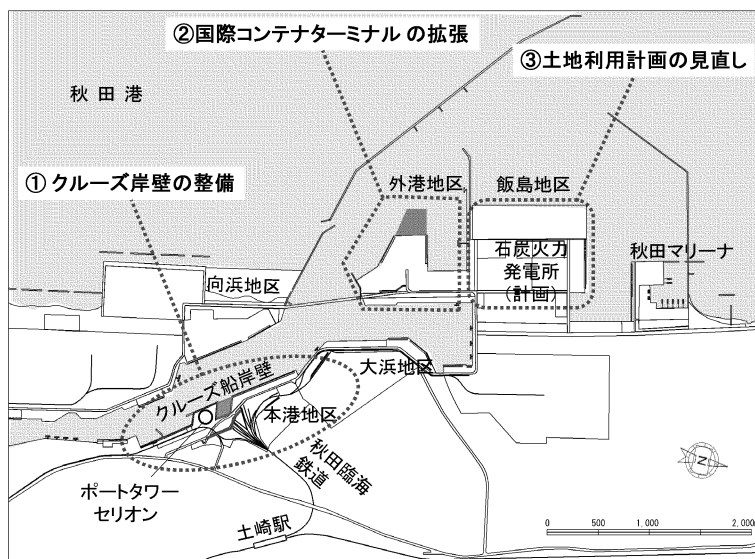 ②国際コンテナターミナル の拡張
③土地利用計画の見直し
秋 田 港
① クルーズ岸壁の整備
外港地区
飯島地区
石炭火力
発電所
(計画)
秋田マリーナ
向浜地区
大浜地区
クルーズ船岸壁
本港地区
秋田臨海
鉄道
ポートタワー
セリオン
土崎駅
N
0 500 1,000 2,000